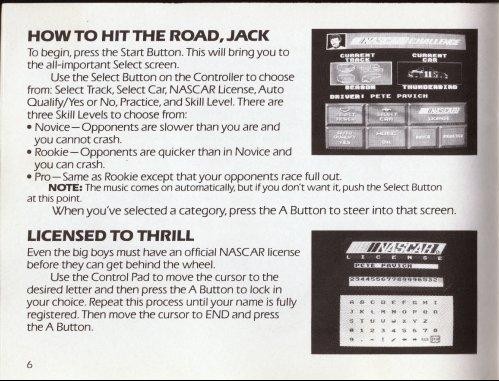 HOW TO HIT THE ROAD, JACK
To begin, press the Start Button. This will bring you to
the all-important Select screen.
Use the Select Button on the Controller to choose
from: Select Track, Select Car, NASCAR License, Auto
Qualify/Yes or No, Practice, and Skill Level. There are
three Skill Levels to choose from:
• Novice—Opponents are slower than you are and
you cannot crash.
• Rookie—Opponents are quicker than in Novice and
you can crash.
• Pro—Same as Rookie except that your opponents race full out.
NOTE: The music comes on automatically, but if you don't want it, push the Select Button
at this point.
When you've selected a category, press the A Button to steer into that screen.
NASCAR CHALLENGE
CURRENT TRACK
CURRENT CAR
THUNDERBIRD
DRIVER: PETE PAVICH
SELECT CAR
NASCAR
LICENSE
YES
ON
LICENSED TO THRILL
Even the big boys must have an official NASCAR license
before they can get behind the wheel.
Use the Control Pad to move the cursor to the
desired letter and then press the A Button to lock in
your choice. Repeat this process until your name is fully
registered. Then move the cursor to END and press
the A Button.
NASCAR
LICENSE
PETE PAVICH
A B C D E F G H I
J K L M N O P Q R
S T U V W X Y Z
0 1 2 3 4 5 6 7 8
6